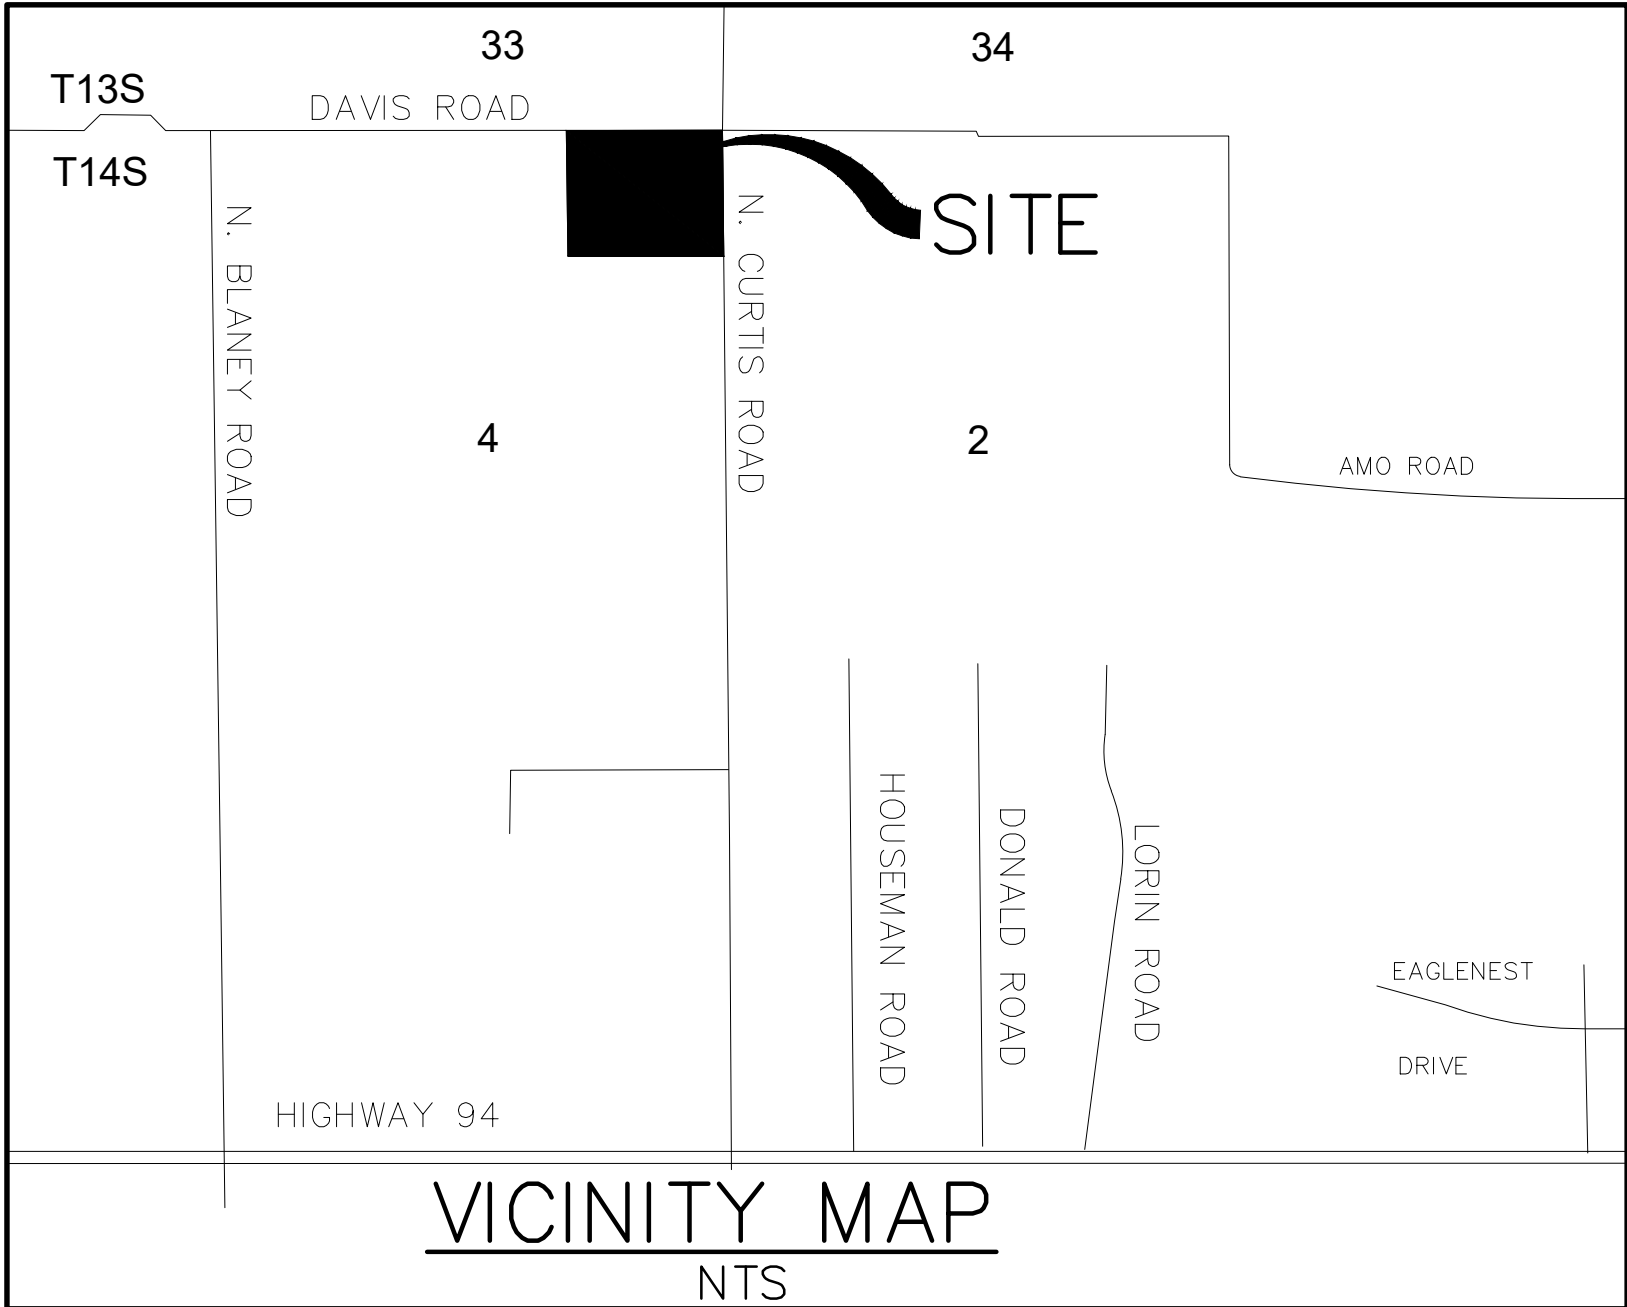 33
34
T13S
DAVIS ROAD
T14S
SITE
N. BLANEY ROAD
N. CURTIS ROAD
4
2
AMO ROAD
HOUSEMAN ROAD
DONALD ROAD
LORIN ROAD
EAGLENEST
DRIVE
HIGHWAY 94
VICINITY MAP
NTS